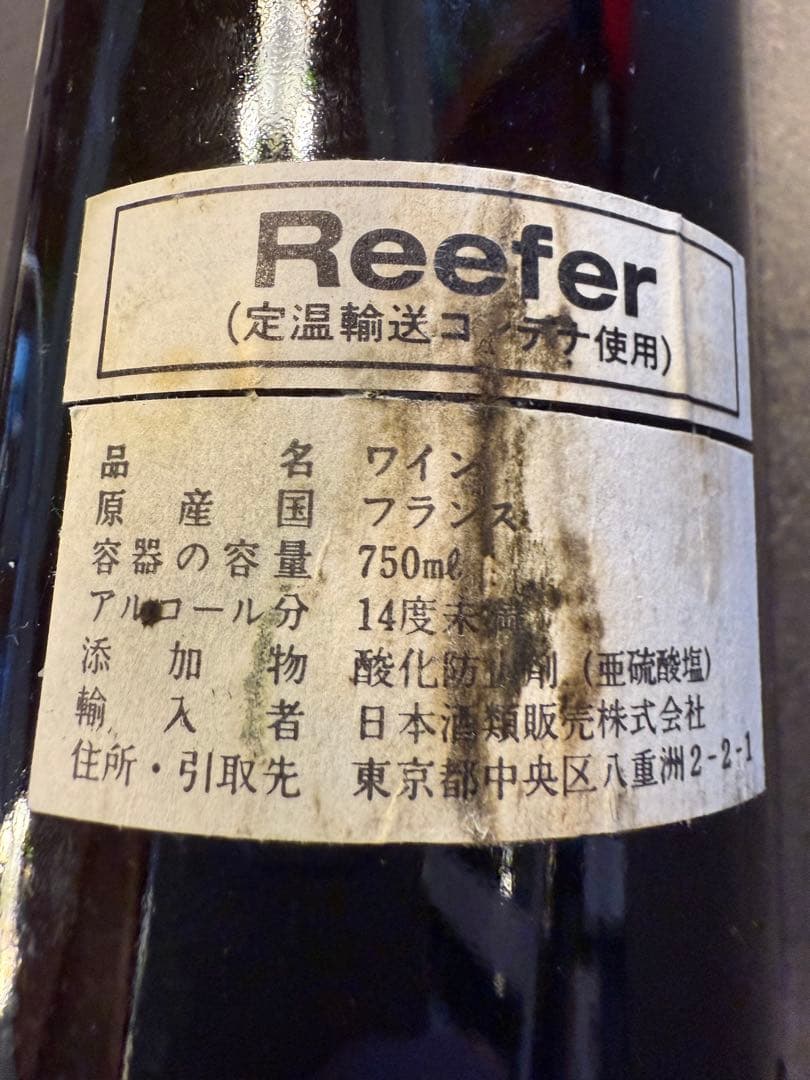 Reefer
(定温輸送コンテナ使用)
品名 ワイン
原産国 フランス
容器の容量 750mℓ
アルコール分 14度未満
添加物 酸化防止剤 (亜硫酸塩)
輸入者 日本酒類販売株式会社
住所・引取先 東京都中央区八重洲2-2-1